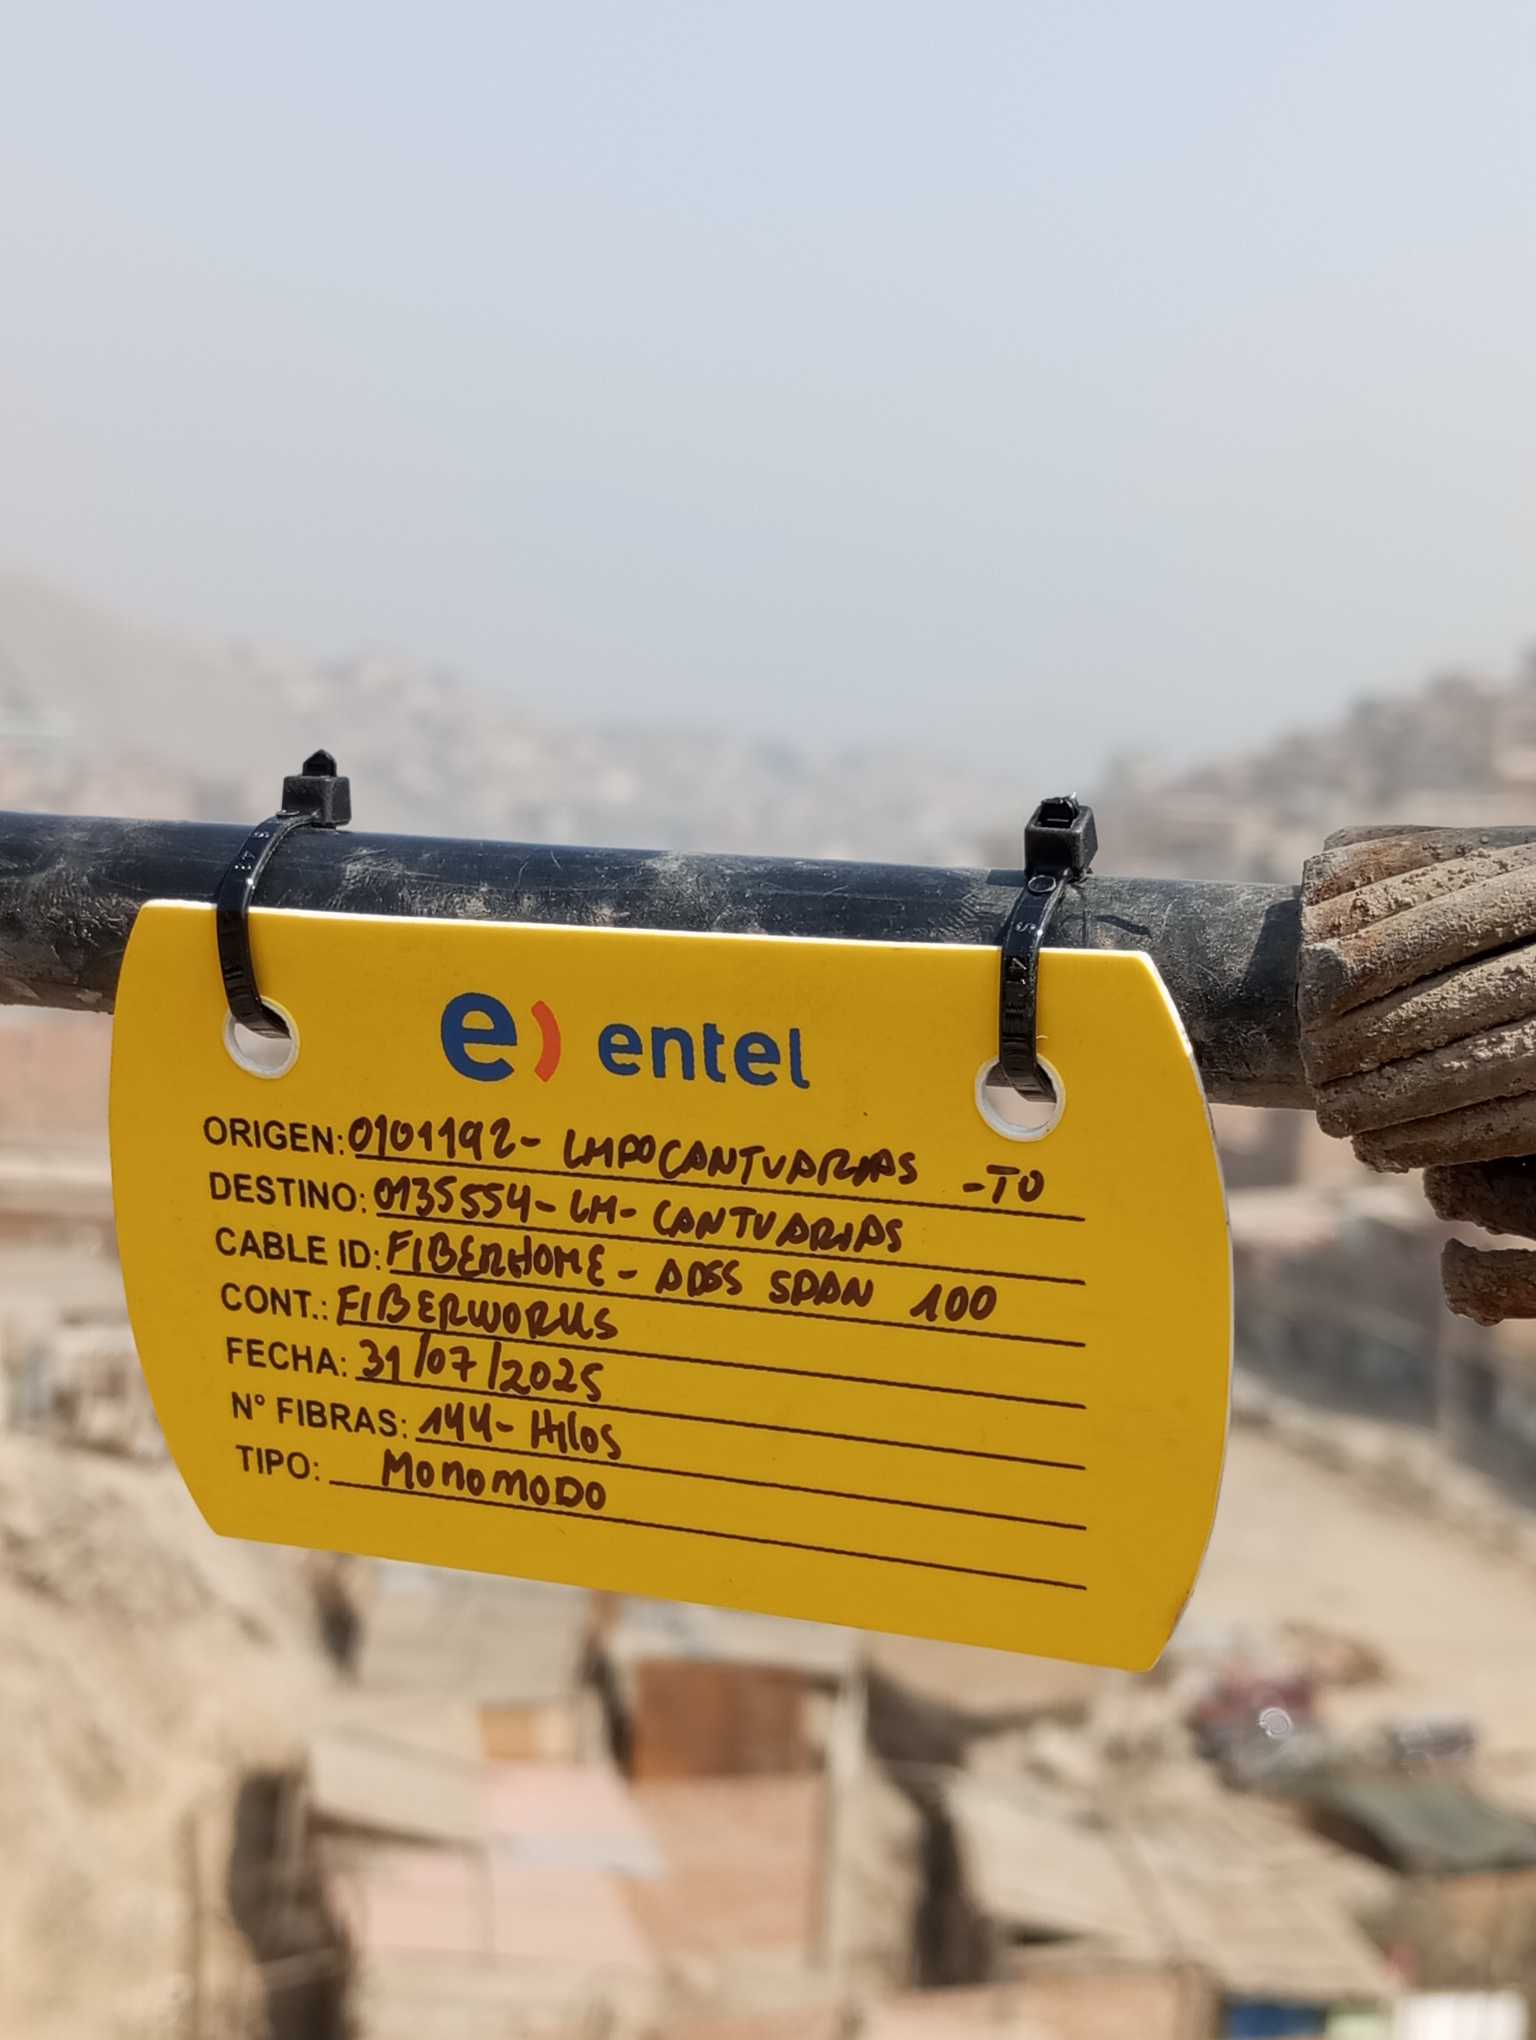 e) entel
ORIGEN: 0101192- LMPOCANTUARIAS -TO
DESTINO: 0135554- LM- CANTUARIAS
CABLE ID: FIBERHOME - ADSS SPAN 100
CONT.: FIBERWORKS
FECHA: 31/07/2025
N° FIBRAS: 144- Hilos
TIPO: MONOMODO